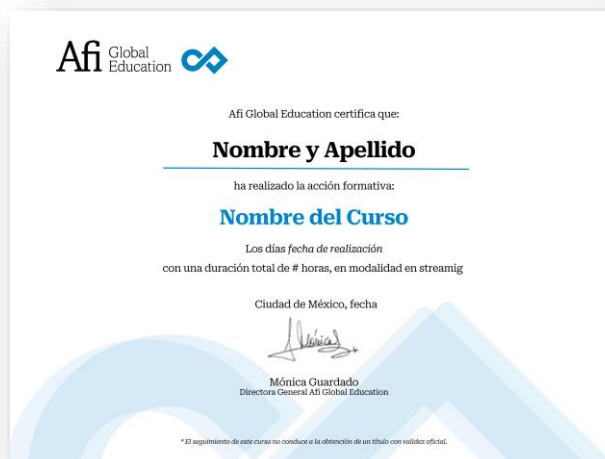 Afi Global
Education
Afi Global Education certifica que:
Nombre y Apellido
ha realizado la acción formativa:
Nombre del Curso
Los días fecha de realización
con una duración total de # horas, en modalidad en streamig
Ciudad de México, fecha
Mónica
Mónica Guardado
Directora General Afi Global Education
* El seguimiento de este curso no conduce a la obtención de un título con validez oficial.